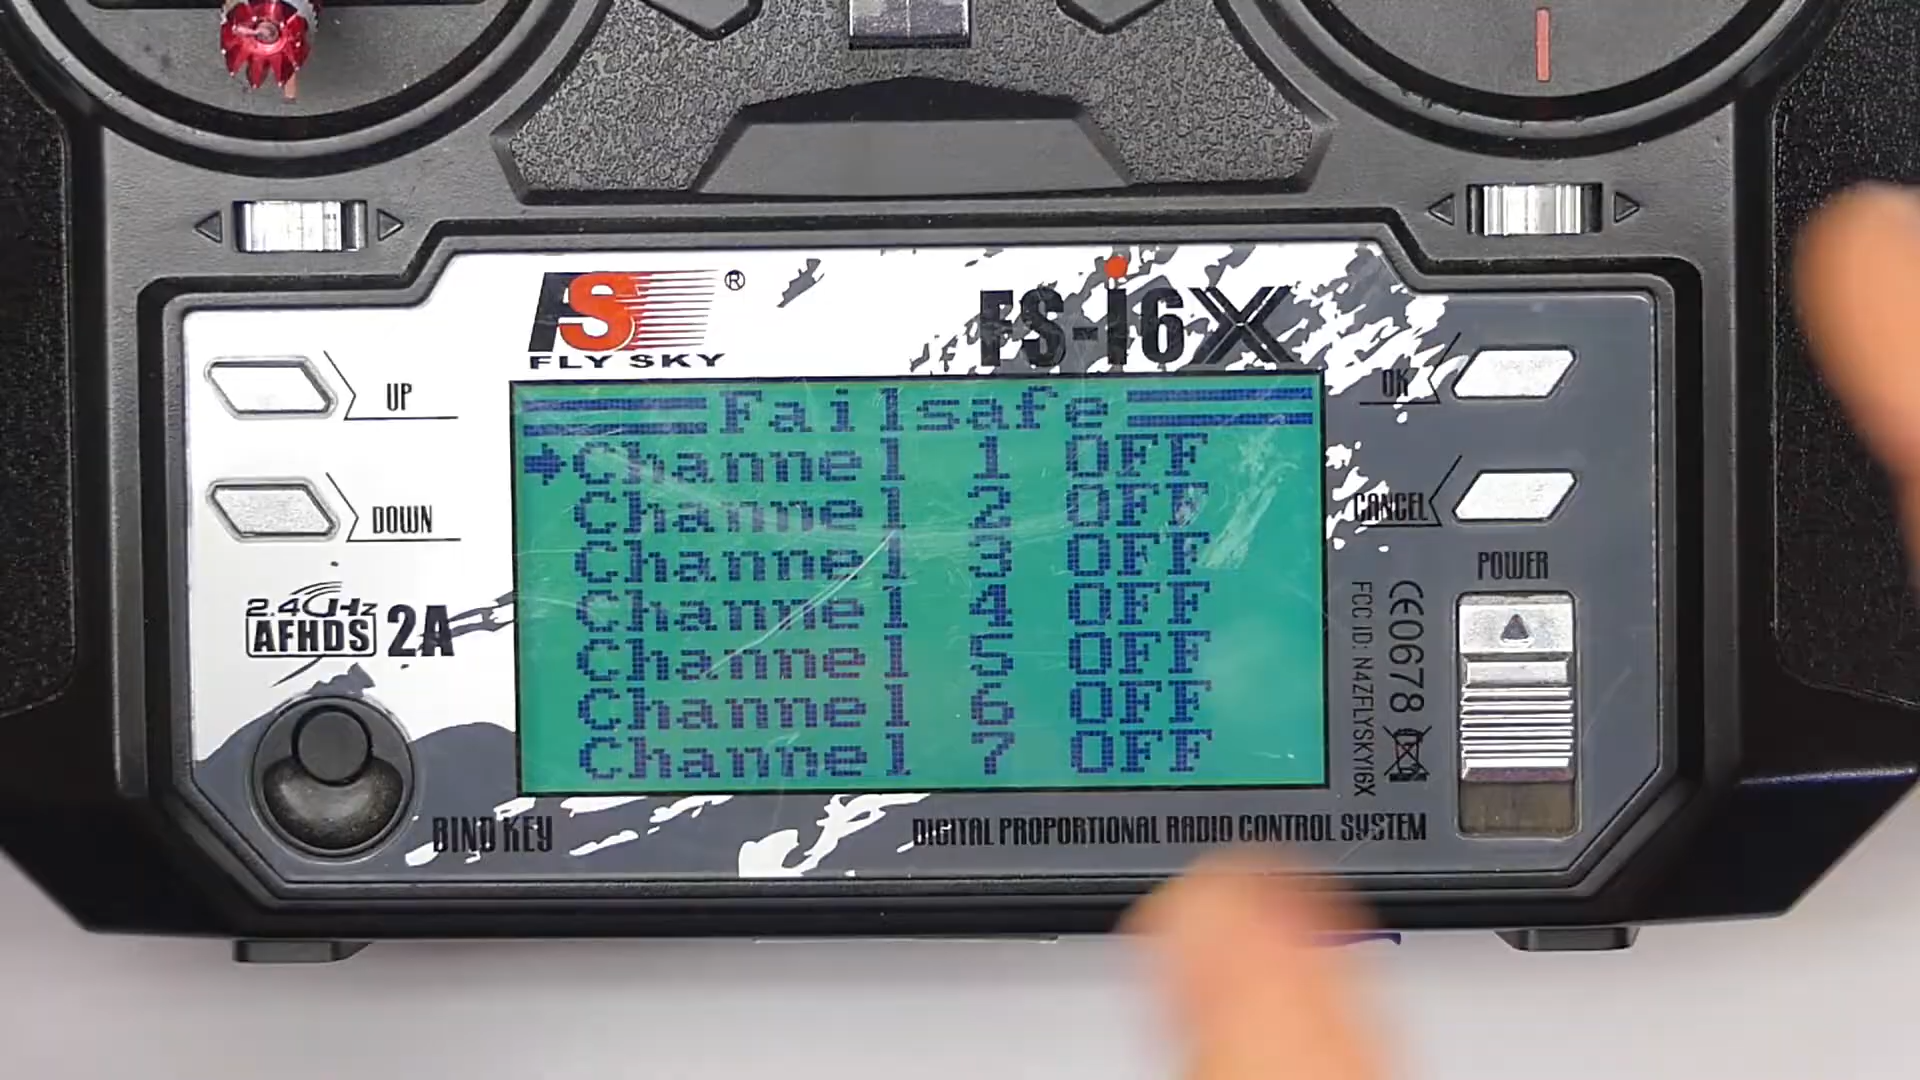 FS ®
FLY SKY
FS-i6X
UP
OK
Failsafe
Channel 1 OFF
Channel 2 OFF
Channel 3 OFF
Channel 4 OFF
Channel 5 OFF
Channel 6 OFF
Channel 7 OFF
DOWN
CANCEL
POWER
2.4GHz
AFHDS 2A
CE0678
FCC ID: N4ZFLYSKYI6X
BIND KEY
DIGITAL PROPORTIONAL RADIO CONTROL SYSTEM